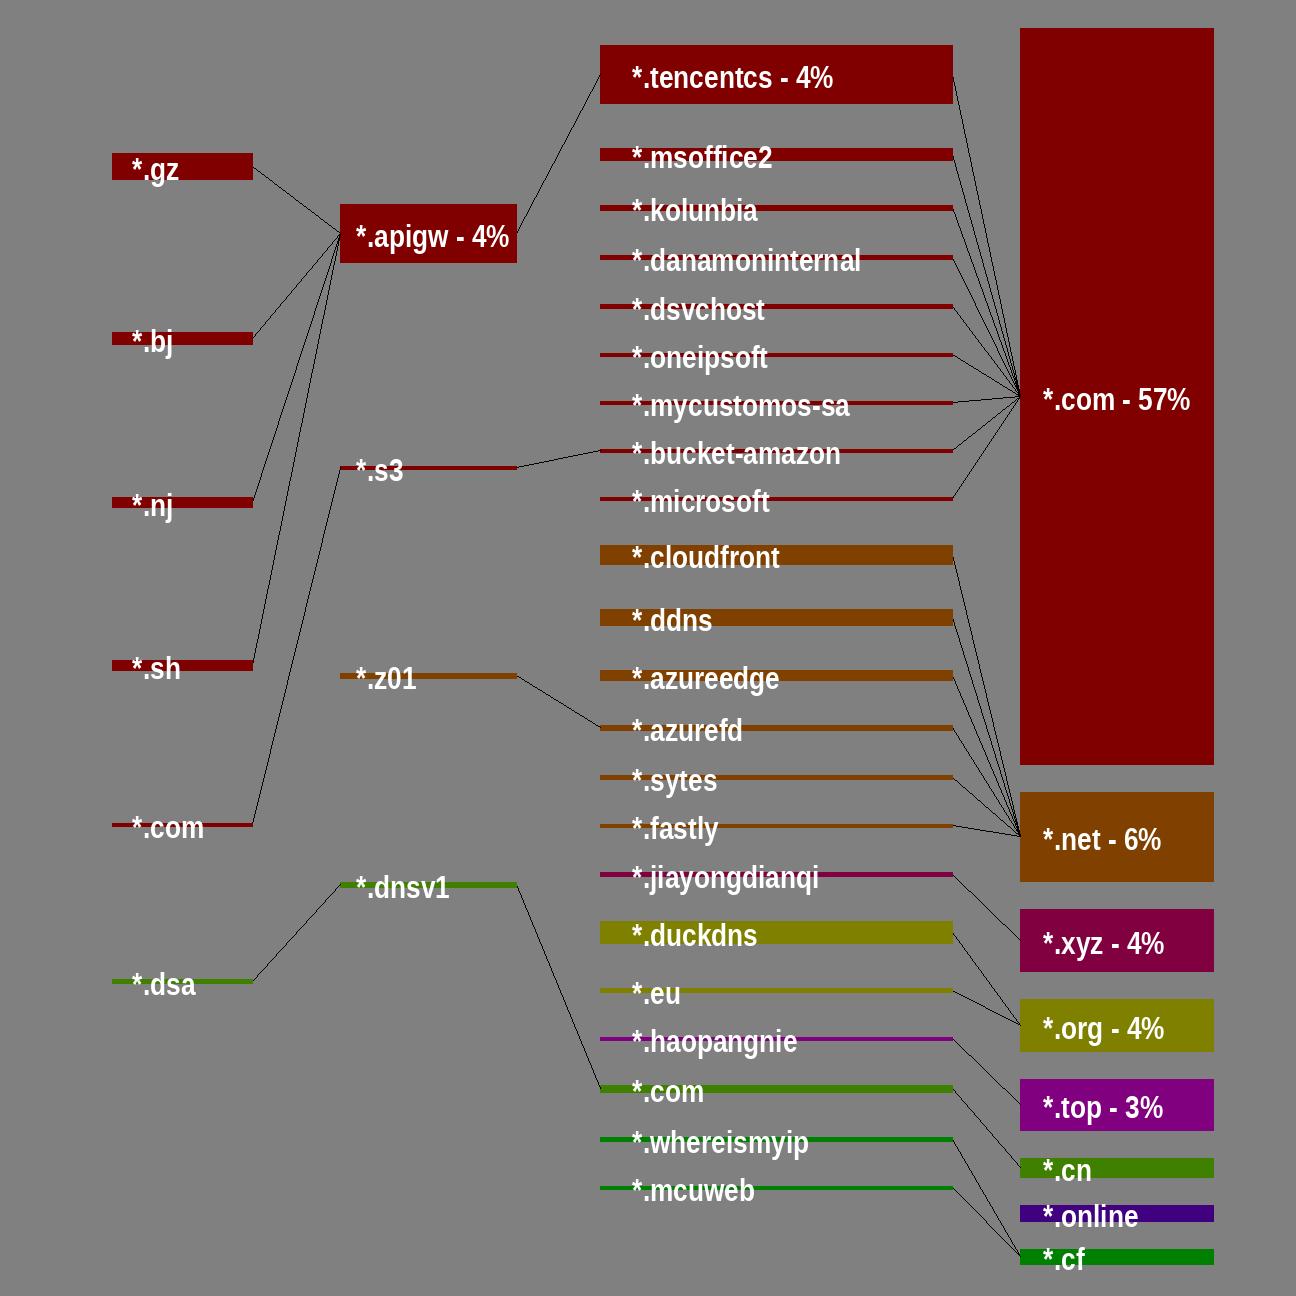 *.gz
*.bj
*.nj
*.sh
*.com
*.dsa
*.apigw - 4%
*.s3
*.z01
*.dnsv1
*.tencentcs - 4%
*.msoffice2
*.kolunbia
*.danamoninternal
*.dsvchost
*.oneipsoft
*.mycustomos-sa
*.bucket-amazon
*.microsoft
*.cloudfront
*.ddns
*.azureedge
*.azurefd
*.sytes
*.fastly
*.jiayongdianqi
*.duckdns
*.eu
*.haopangnie
*.com
*.whereismyip
*.mcuweb
*.com - 57%
*.net - 6%
*.xyz - 4%
*.org - 4%
*.top - 3%
*.cn
*.online
*.cf